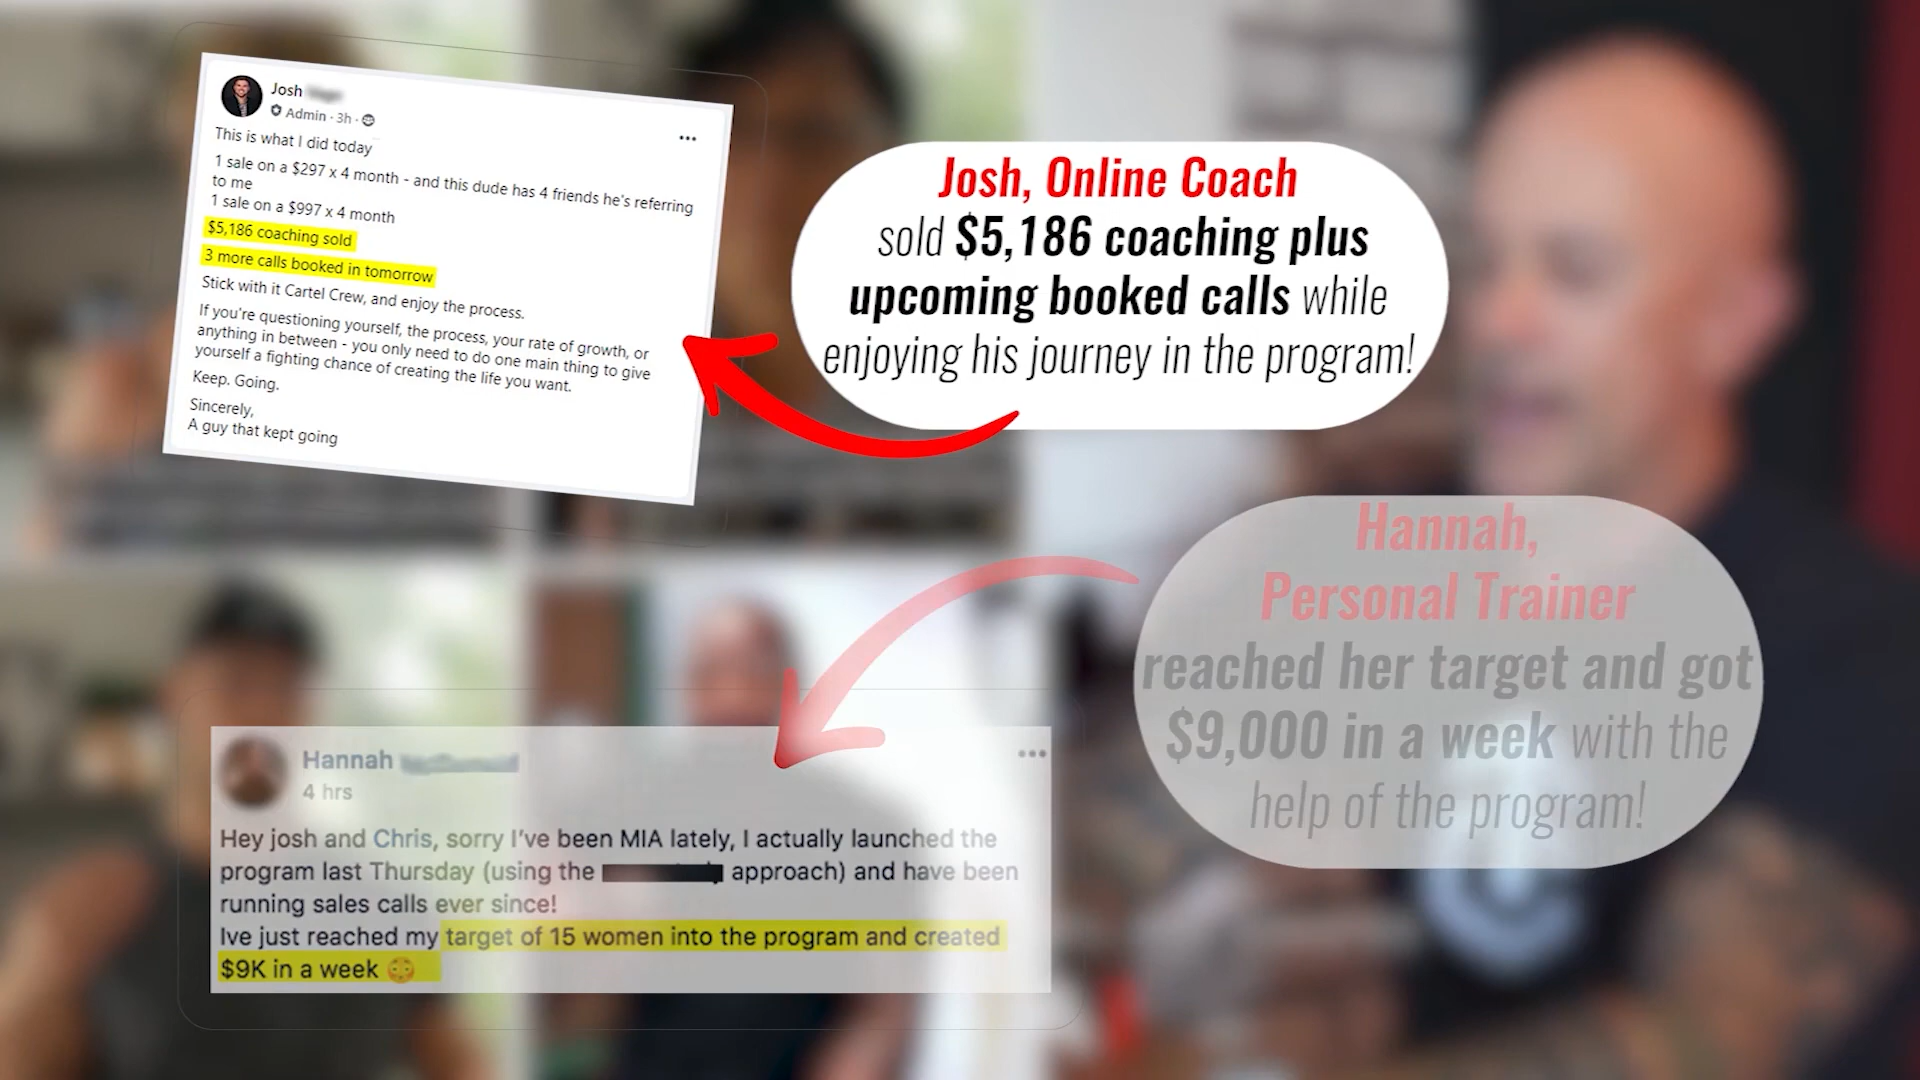 Josh
Admin · 3h ·
This is what I did today
1 sale on a $297 x 4 month - and this dude has 4 friends he's referring
to me
1 sale on a $997 x 4 month
$5,186 coaching sold
3 more calls booked in tomorrow
Stick with it Cartel Crew, and enjoy the process.
If you're questioning yourself, the process, your rate of growth, or
anything in between - you only need to do one main thing to give
yourself a fighting chance of creating the life you want.
Keep. Going.
Sincerely,
A guy that kept going
Josh, Online Coach
sold $5,186 coaching plus
upcoming booked calls while
enjoying his journey in the program!
Hannah,
Personal Trainer
reached her target and got
$9,000 in a week with the
help of the program!
Hannah
4 hrs
Hey josh and Chris, sorry I've been MIA lately, I actually launched the
program last Thursday (using the approach) and have been
running sales calls ever since!
Ive just reached my target of 15 women into the program and created
$9K in a week 😳